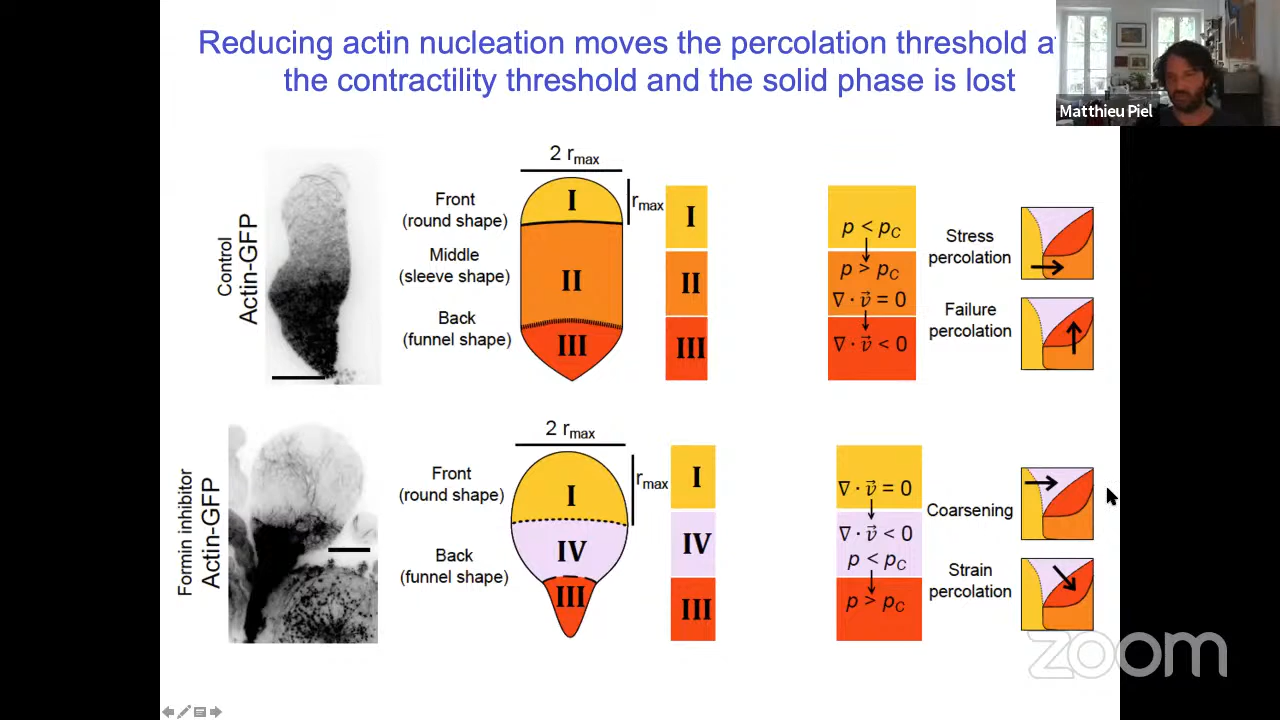 Reducing actin nucleation moves the percolation threshold a
the contractility threshold and the solid phase is lost
Matthieu Piel
Control
Actin-GFP
2 rmax
Front
(round shape)
Middle
(sleeve shape)
Back
(funnel shape)
I
II
III
rmax
I
II
III
p < pC
p > pC
∇ · v⃗ = 0
∇ · v⃗ < 0
Stress
percolation
Failure
percolation
Formin inhibitor
Actin-GFP
2 rmax
Front
(round shape)
Back
(funnel shape)
I
IV
III
rmax
I
IV
III
∇ · v⃗ = 0
∇ · v⃗ < 0
p < pC
p > pC
Coarsening
Strain
percolation
zoom